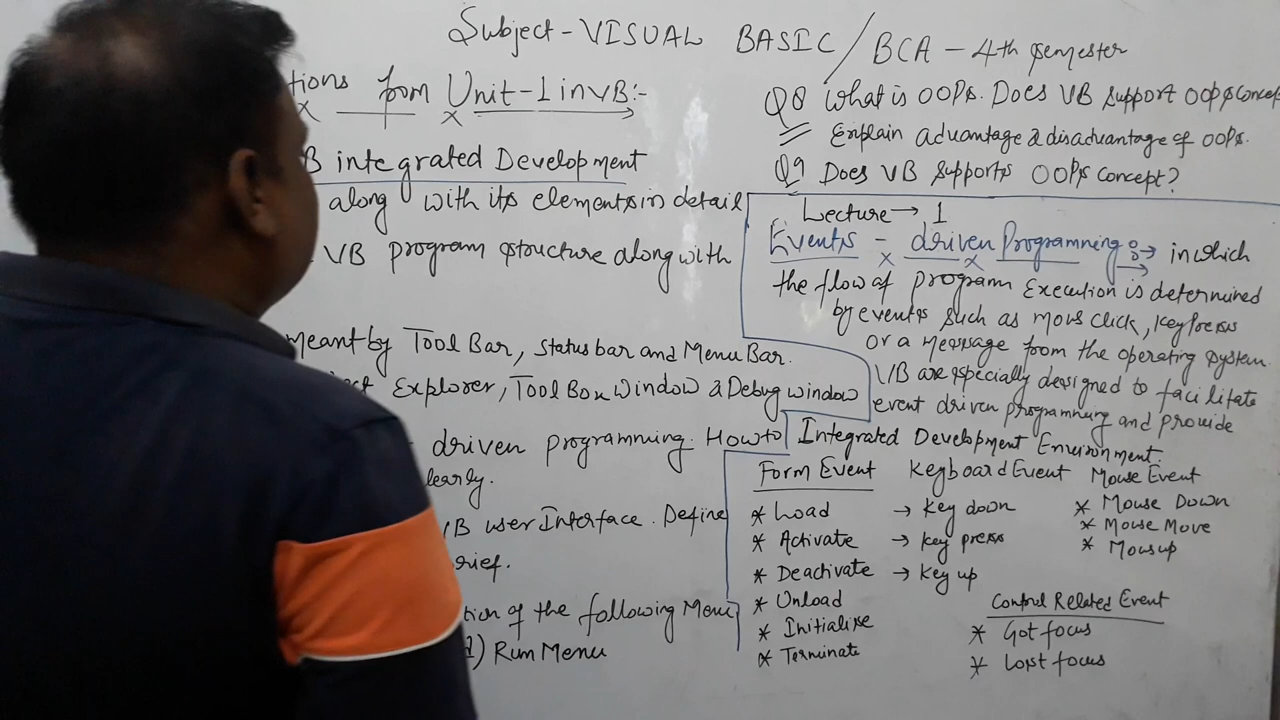 Subject-VISUAL BASIC/BCA-4th semester
tions from Unit-1 in VB:-
B integrated Development
along with its elements in detail
VB program structure along with
meant by Tool Bar, Status bar and Menu Bar.
Explorer, Tool Box Window & Debug window
driven programming. How to
learly.
VB user Interface. Define
rief.
tion of the following Menu
d) Run Menu
Q8 What is OOPs. Does VB support OOPs concep
Explain advantage & disadvantage of OOPs.
Q9 Does VB supports OOPs concept?
Lecture → 1
Events - driven Programming :→ in which
the flow of program execution is determined
by events such as mous click, key press
or a message from the operating system.
VB are especially designed to facilitate
event driven programming and provide
Integrated Development Environment.
Form Event
* Load
* Activate
* Deactivate
* Unload
* Initialise
* Terminate
Keyboard Event
→ Key down
→ Key press
→ Key up
Mouse Event
* Mouse Down
* Mouse Move
* Mousup
Control Related Event
* Got focus
* Lost focus